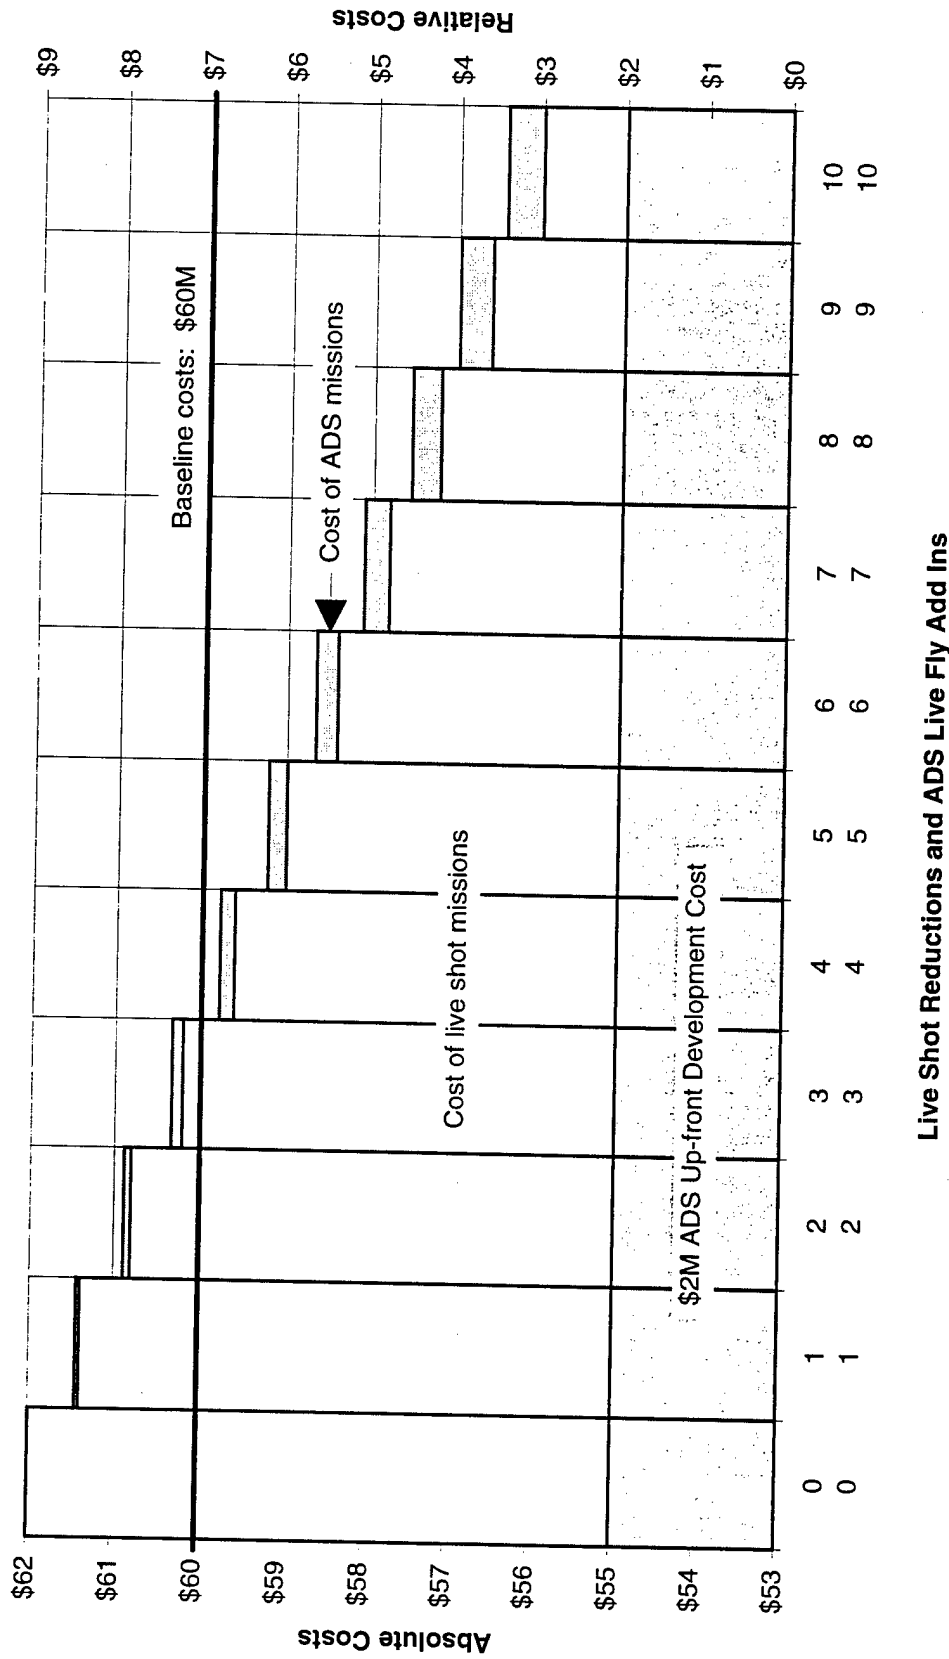 Relative Costs
$9
$8
$7
$6
$5
$4
$3
$2
$1
$0
Baseline costs: $60M
Cost of ADS missions
Cost of live shot missions
$2M ADS Up-front Development Cost
$62
$61
$60
$59
$58
$57
$56
$55
$54
$53
Absolute Costs
0 1 2 3 4 5 6 7 8 9 10
0 1 2 3 4 5 6 7 8 9 10
Live Shot Reductions and ADS Live Fly Add Ins